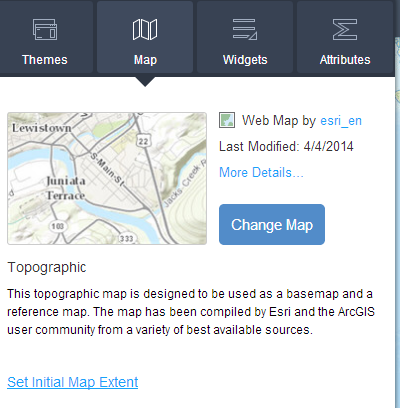 Themes
Map
Widgets
Attributes
Lewistown
22
S-Main-St
Juniata
Terrace
Jacks-Creek-R
103
333
Web Map by esri_en
Last Modified: 4/4/2014
More Details...
Change Map
Topographic
This topographic map is designed to be used as a basemap and a
reference map. The map has been compiled by Esri and the ArcGIS
user community from a variety of best available sources.
Set Initial Map Extent